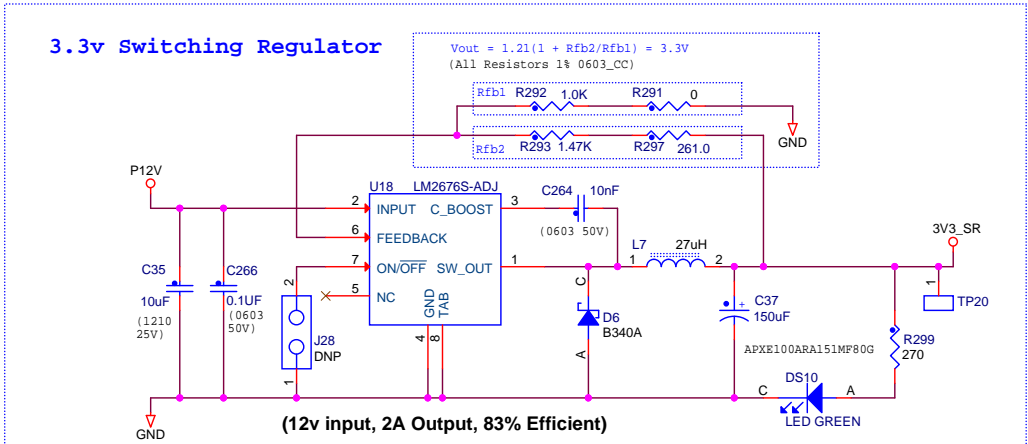 3.3v Switching Regulator
Vout = 1.21(1 + Rfb2/Rfb1) = 3.3V
(All Resistors 1% 0603_CC)
Rfb1
R292
1.0K
R291
0
GND
Rfb2
R293
1.47K
R297
261.0
P12V
U18
LM2676S-ADJ
2
INPUT
C_BOOST
3
6
FEEDBACK
7
ON/OFF
SW_OUT
1
5
NC
GND
TAB
4
8
C264
10nF
(0603 50V)
L7
27uH
1
2
3V3_SR
1
TP20
C35
10uF
(1210
25V)
C266
0.1UF
(0603
50V)
2
J28
DNP
1
C
D6
B340A
A
C37
150uF
+
APXE100ARA151MF80G
R299
270
DS10
C
A
LED GREEN
GND
(12v input, 2A Output, 83% Efficient)